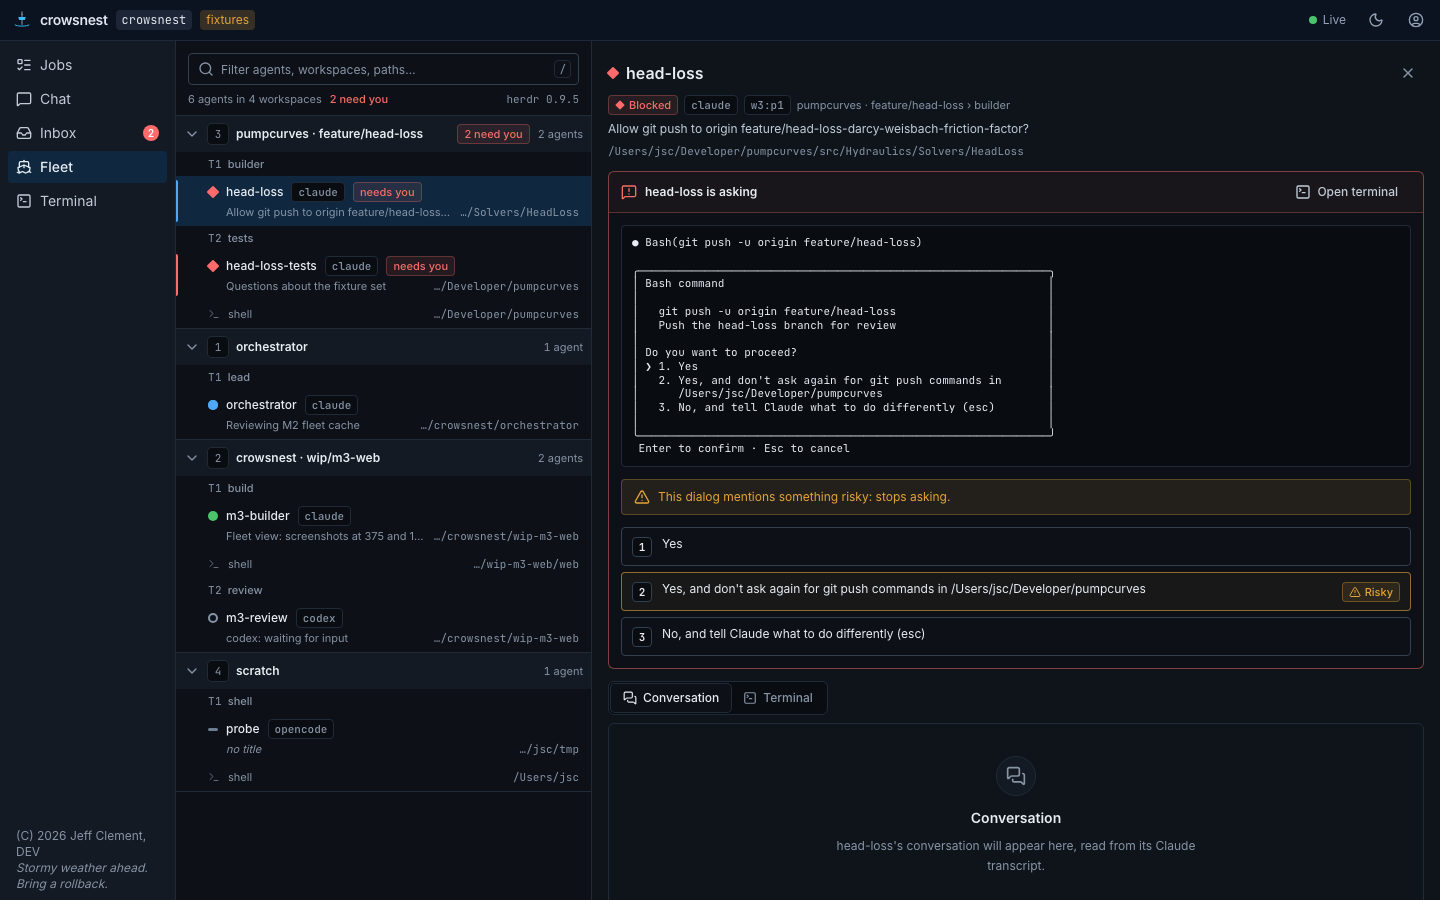 crowsnest crowsnest fixtures Live
Jobs
Chat
Inbox 2
Fleet
Terminal
(C) 2026 Jeff Clement,
DEV
Stormy weather ahead.
Bring a rollback.
Filter agents, workspaces, paths... /
6 agents in 4 workspaces 2 need you herdr 0.9.5
3 pumpcurves · feature/head-loss 2 need you 2 agents
T1 builder
head-loss claude needs you
Allow git push to origin feature/head-loss... …/Solvers/HeadLoss
T2 tests
head-loss-tests claude needs you
Questions about the fixture set …/Developer/pumpcurves
shell …/Developer/pumpcurves
1 orchestrator 1 agent
T1 lead
orchestrator claude
Reviewing M2 fleet cache …/crowsnest/orchestrator
2 crowsnest · wip/m3-web 2 agents
T1 build
m3-builder claude
Fleet view: screenshots at 375 and 1... …/crowsnest/wip-m3-web
shell …/wip-m3-web/web
T2 review
m3-review codex
codex: waiting for input …/crowsnest/wip-m3-web
4 scratch 1 agent
T1 shell
probe opencode
no title …/jsc/tmp
shell /Users/jsc
head-loss
Blocked claude w3:p1 pumpcurves · feature/head-loss › builder
Allow git push to origin feature/head-loss-darcy-weisbach-friction-factor?
/Users/jsc/Developer/pumpcurves/src/Hydraulics/Solvers/HeadLoss
head-loss is asking Open terminal
● Bash(git push -u origin feature/head-loss)
Bash command
git push -u origin feature/head-loss
Push the head-loss branch for review
Do you want to proceed?
❯ 1. Yes
2. Yes, and don't ask again for git push commands in
/Users/jsc/Developer/pumpcurves
3. No, and tell Claude what to do differently (esc)
Enter to confirm · Esc to cancel
This dialog mentions something risky: stops asking.
1 Yes
2 Yes, and don't ask again for git push commands in /Users/jsc/Developer/pumpcurves Risky
3 No, and tell Claude what to do differently (esc)
Conversation Terminal
Conversation
head-loss's conversation will appear here, read from its Claude
transcript.